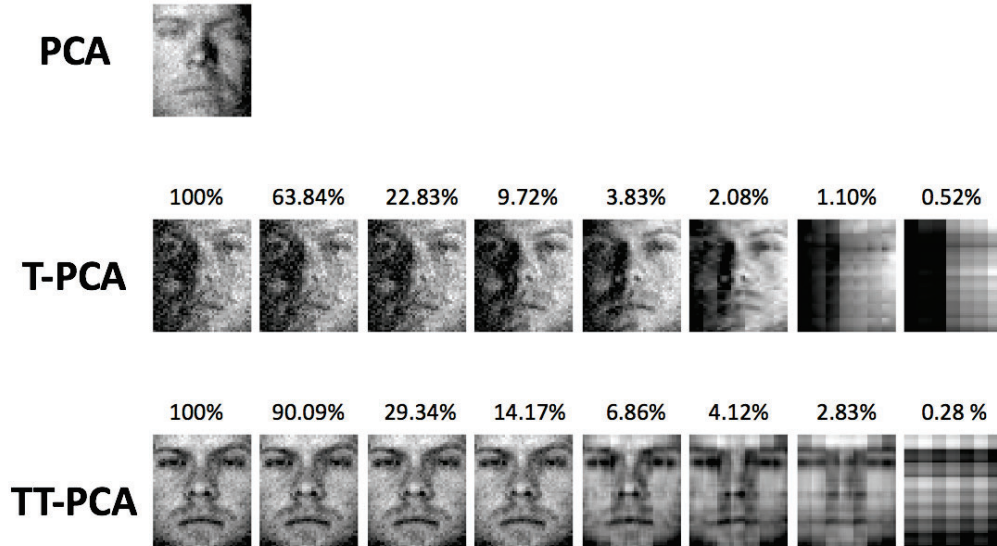 PCA
100% 63.84% 22.83% 9.72% 3.83% 2.08% 1.10% 0.52%
T-PCA
100% 90.09% 29.34% 14.17% 6.86% 4.12% 2.83% 0.28 %
TT-PCA